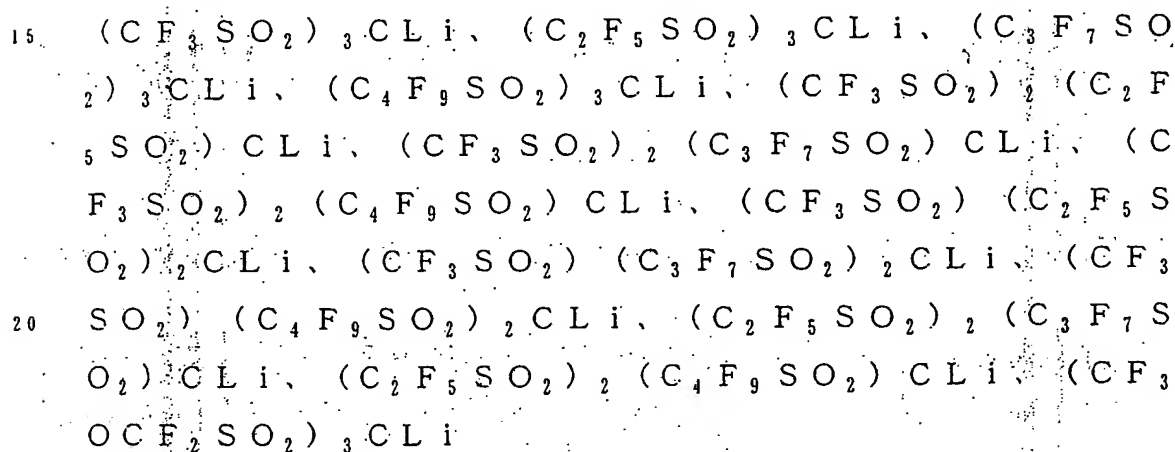 15 (CF₃SO₂)₃CLi、(C₂F₅SO₂)₃CLi、(C₃F₇SO
₂)₃CLi、(C₄F₉SO₂)₃CLi、(CF₃SO₂)₂(C₂F
₅SO₂)CLi、(CF₃SO₂)₂(C₃F₇SO₂)CLi、(C
F₃SO₂)₂(C₄F₉SO₂)CLi、(CF₃SO₂)(C₂F₅S
O₂)₂CLi、(CF₃SO₂)(C₃F₇SO₂)₂CLi、(CF₃
20 SO₂)(C₄F₉SO₂)₂CLi、(C₂F₅SO₂)₂(C₃F₇S
O₂)CLi、(C₂F₅SO₂)₂(C₄F₉SO₂)CLi、(CF₃
OCF₂SO₂)₃CLi